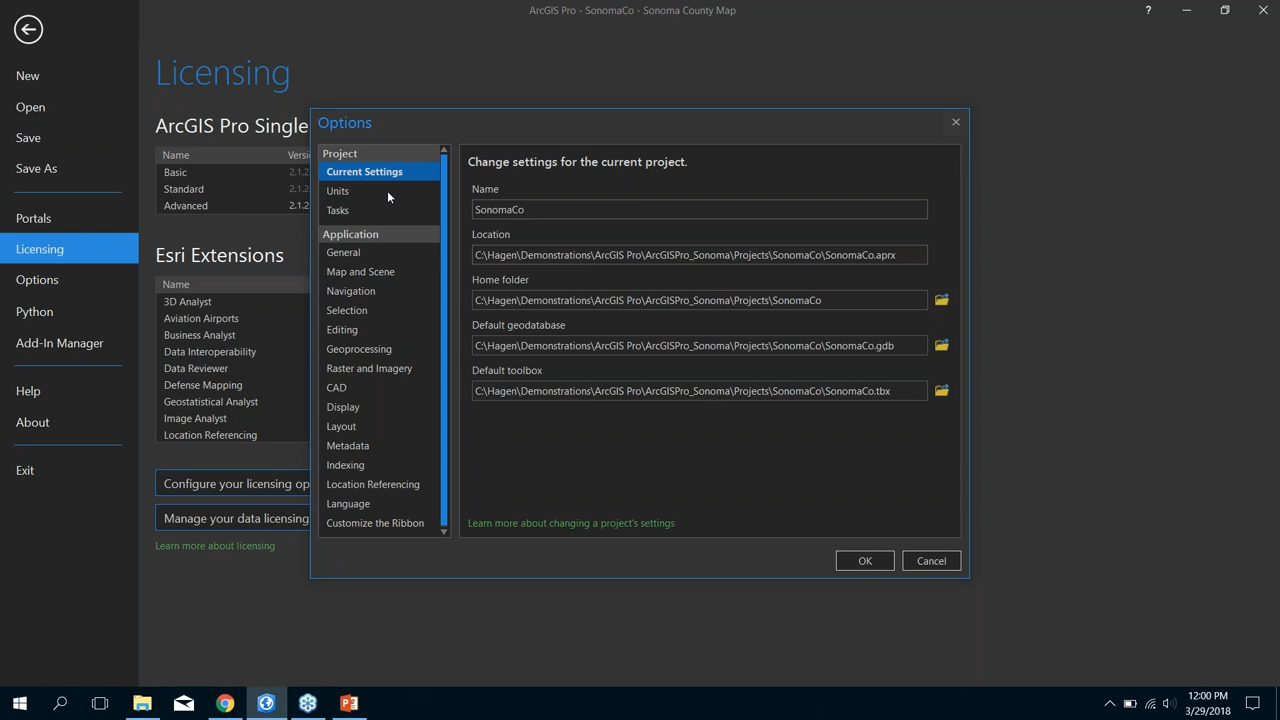 ArcGIS Pro - SonomaCo - Sonoma County Map
?
New
Open
Save
Save As
Portals
Licensing
Options
Python
Add-In Manager
Help
About
Exit
Licensing
ArcGIS Pro Single
Name Versi
Basic 2.1.2
Standard 2.1.2
Advanced 2.1.2
Esri Extensions
Name
3D Analyst
Aviation Airports
Business Analyst
Data Interoperability
Data Reviewer
Defense Mapping
Geostatistical Analyst
Image Analyst
Location Referencing
Configure your licensing op
Manage your data licensing
Learn more about licensing
Options
Project
Current Settings
Units
Tasks
Application
General
Map and Scene
Navigation
Selection
Editing
Geoprocessing
Raster and Imagery
CAD
Display
Layout
Metadata
Indexing
Location Referencing
Language
Customize the Ribbon
Change settings for the current project.
Name
SonomaCo
Location
C:\Hagen\Demonstrations\ArcGIS Pro\ArcGISPro_Sonoma\Projects\SonomaCo\SonomaCo.aprx
Home folder
C:\Hagen\Demonstrations\ArcGIS Pro\ArcGISPro_Sonoma\Projects\SonomaCo
Default geodatabase
C:\Hagen\Demonstrations\ArcGIS Pro\ArcGISPro_Sonoma\Projects\SonomaCo\SonomaCo.gdb
Default toolbox
C:\Hagen\Demonstrations\ArcGIS Pro\ArcGISPro_Sonoma\Projects\SonomaCo\SonomaCo.tbx
Learn more about changing a project's settings
OK
Cancel
12:00 PM
3/29/2018